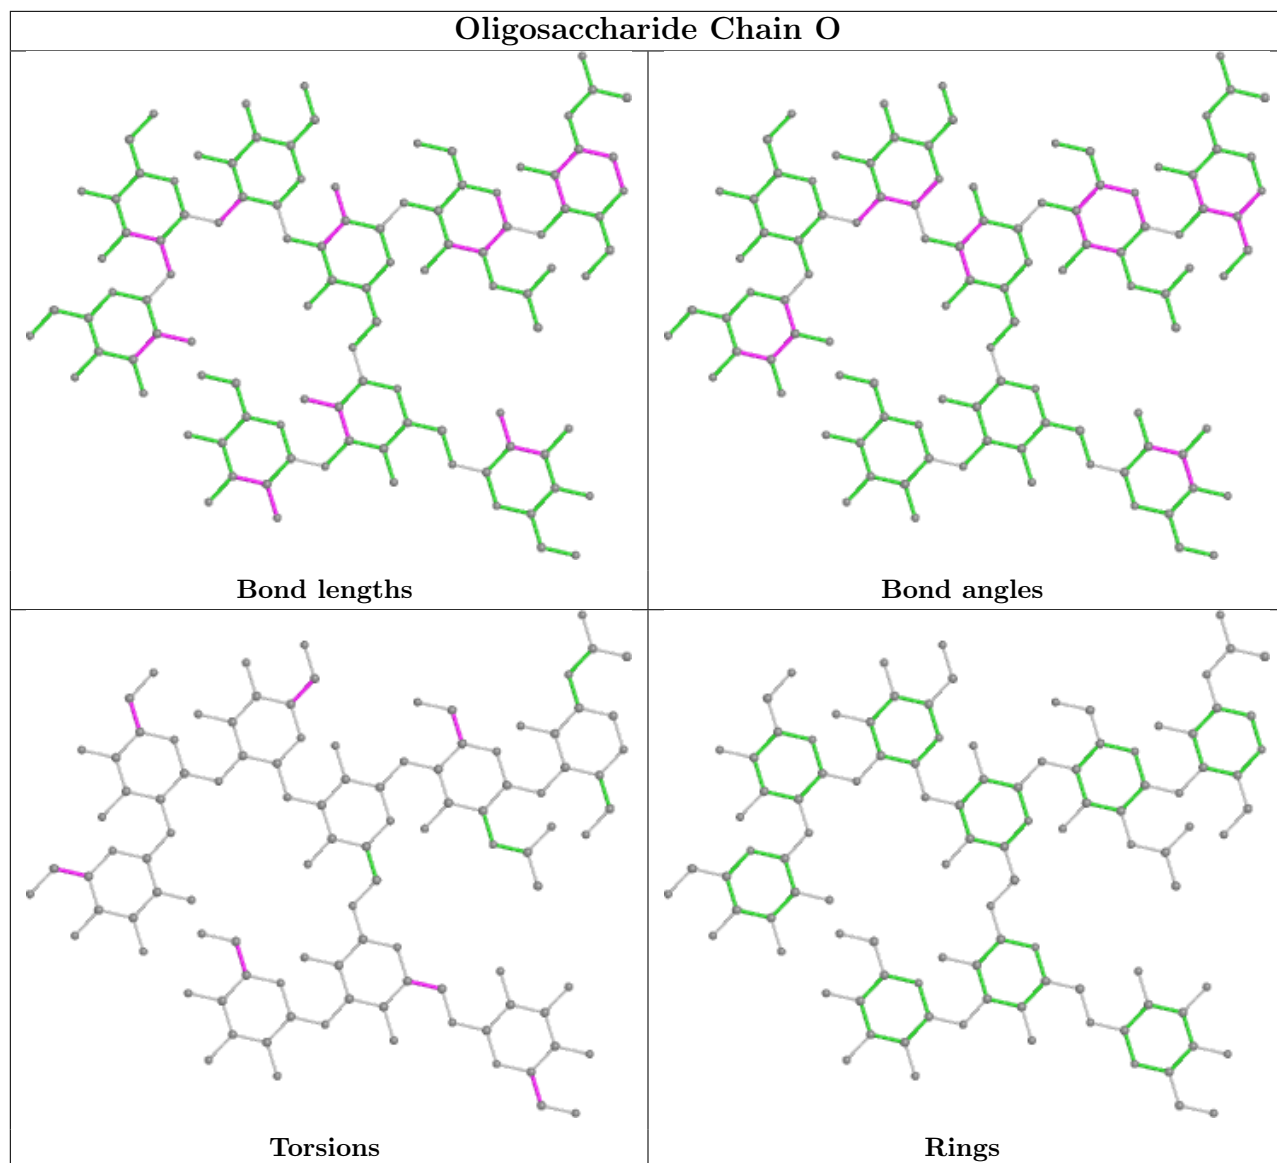 Oligosaccharide Chain O
Bond lengths
Bond angles
Torsions
Rings